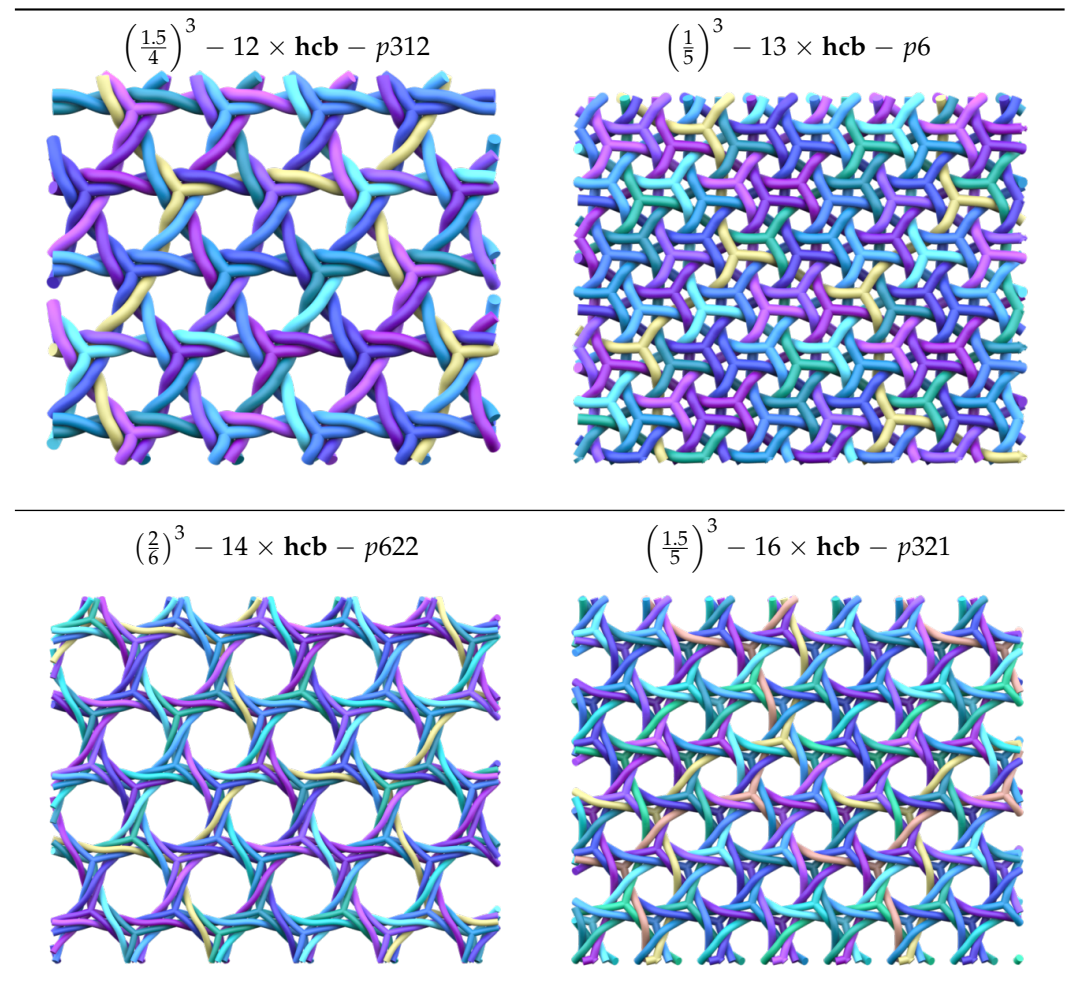 (1.5/4)³ − 12 × hcb − p312
(1/5)³ − 13 × hcb − p6
(2/6)³ − 14 × hcb − p622
(1.5/5)³ − 16 × hcb − p321